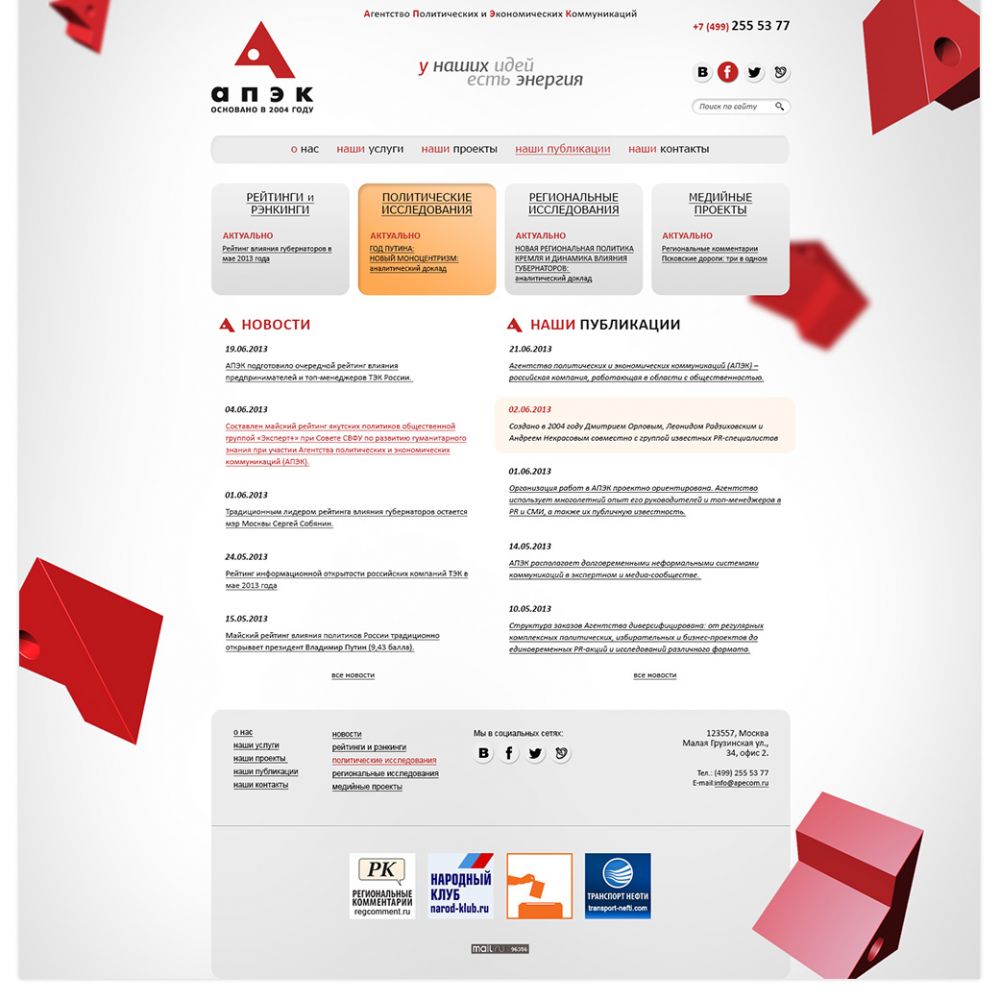 Агентство Политических и Экономических Коммуникаций
+7 (499) 255 53 77
у наших идей
есть энергия
апэк
ОСНОВАНО В 2004 ГОДУ
Поиск по сайту
о нас наши услуги наши проекты наши публикации наши контакты
РЕЙТИНГИ и
РЭНКИНГИ
АКТУАЛЬНО
Рейтинг влияния губернаторов в
мае 2013 года
ПОЛИТИЧЕСКИЕ
ИССЛЕДОВАНИЯ
АКТУАЛЬНО
ГОД ПУТИНА:
НОВЫЙ МОНОЦЕНТРИЗМ:
аналитический доклад
РЕГИОНАЛЬНЫЕ
ИССЛЕДОВАНИЯ
АКТУАЛЬНО
НОВАЯ РЕГИОНАЛЬНАЯ ПОЛИТИКА
КРЕМЛЯ И ДИНАМИКА ВЛИЯНИЯ
ГУБЕРНАТОРОВ:
аналитический доклад
МЕДИЙНЫЕ
ПРОЕКТЫ
АКТУАЛЬНО
Региональные комментарии
Псковские дороги: три в одном
НОВОСТИ
19.06.2013
АПЭК подготовило очередной рейтинг влияния
предпринимателей и топ-менеджеров ТЭК России.
04.06.2013
Составлен майский рейтинг якутских политиков общественной
группой «Эксперт+» при Совете СВФУ по развитию гуманитарного
знания при участии Агентства политических и экономических
коммуникаций (АПЭК).
01.06.2013
Традиционным лидером рейтинга влияния губернаторов остается
мэр Москвы Сергей Собянин.
24.05.2013
Рейтинг информационной открытости российских компаний ТЭК в
мае 2013 года
15.05.2013
Майский рейтинг влияния политиков России традиционно
открывает президент Владимир Путин (9,43 балла).
все новости
НАШИ ПУБЛИКАЦИИ
21.06.2013
Агентство политических и экономических коммуникаций (АПЭК) –
российская компания, работающая в области с общественностью.
02.06.2013
Создано в 2004 году Дмитрием Орловым, Леонидом Радзиховским и
Андреем Некрасовым совместно с группой известных PR-специалистов
01.06.2013
Организация работ в АПЭК проектно ориентирована. Агентство
использует многолетний опыт его руководителей и топ-менеджеров в
PR и СМИ, а также их публичную известность.
14.05.2013
АПЭК располагает долговременными неформальными системами
коммуникаций в экспертном и медиа-сообществе.
10.05.2013
Структура заказов Агентства диверсифицирована: от регулярных
комплексных политических, избирательных и бизнес-проектов до
единовременных PR-акций и исследований различного формата.
все новости
о нас
наши услуги
наши проекты
наши публикации
наши контакты
новости
рейтинги и рэнкинги
политические исследования
региональные исследования
медийные проекты
Мы в социальных сетях:
123557, Москва
Малая Грузинская ул.,
34, офис 2.
Тел.: (499) 255 53 77
E-mail:info@apecom.ru
РК
РЕГИОНАЛЬНЫЕ
КОММЕНТАРИИ
regcomment.ru
НАРОДНЫЙ
КЛУБ
narod-klub.ru
ТРАНСПОРТ НЕФТИ
transport-nefti.com
mail.ru